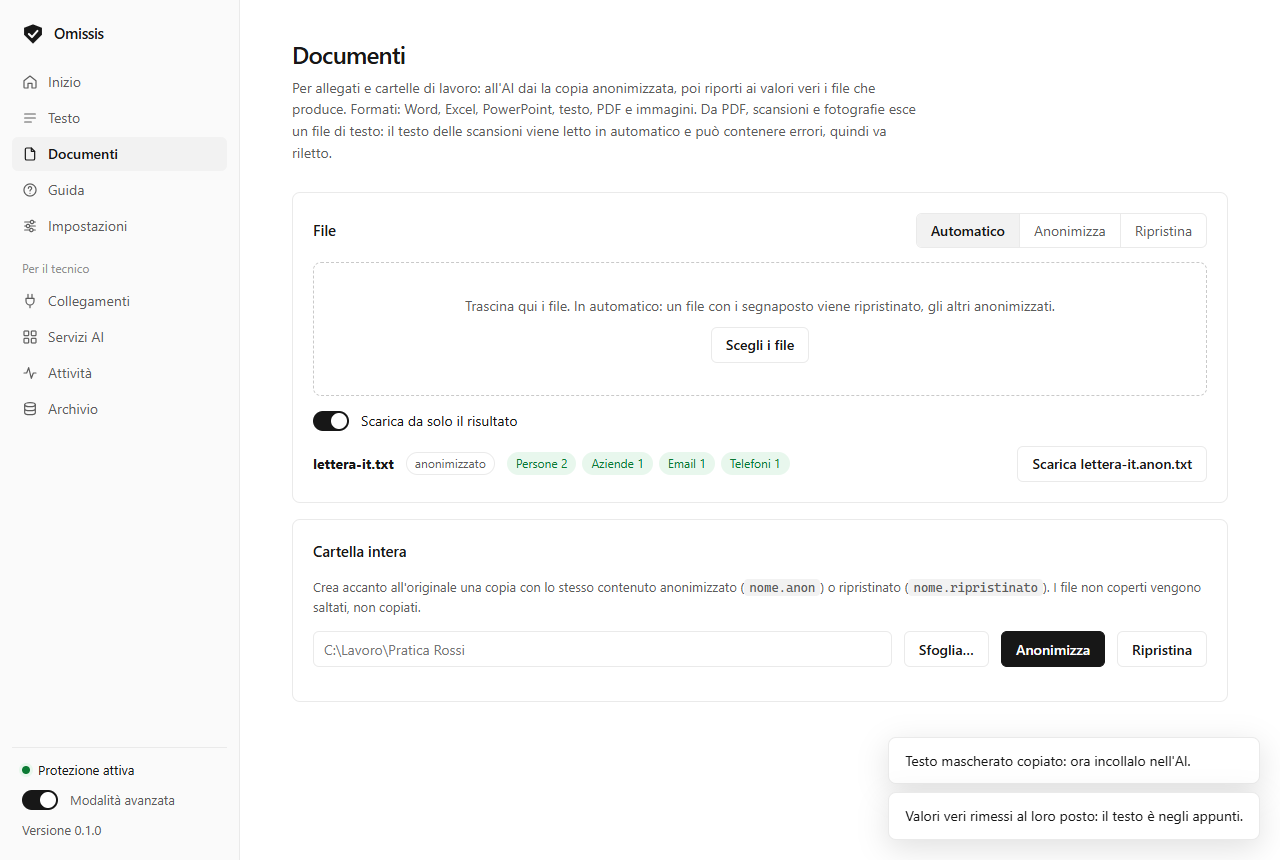 Omissis
Inizio
Testo
Documenti
Guida
Impostazioni
Per il tecnico
Collegamenti
Servizi AI
Attività
Archivio
Protezione attiva
Modalità avanzata
Versione 0.1.0
Documenti
Per allegati e cartelle di lavoro: all'AI dai la copia anonimizzata, poi riporti ai valori veri i file che
produce. Formati: Word, Excel, PowerPoint, testo, PDF e immagini. Da PDF, scansioni e fotografie esce
un file di testo: il testo delle scansioni viene letto in automatico e può contenere errori, quindi va
riletto.
File
Automatico Anonimizza Ripristina
Trascina qui i file. In automatico: un file con i segnaposto viene ripristinato, gli altri anonimizzati.
Scegli i file
Scarica da solo il risultato
lettera-it.txt anonimizzato Persone 2 Aziende 1 Email 1 Telefoni 1 Scarica lettera-it.anon.txt
Cartella intera
Crea accanto all'originale una copia con lo stesso contenuto anonimizzato ( nome.anon ) o ripristinato ( nome.ripristinato ). I file non coperti vengono
saltati, non copiati.
C:\Lavoro\Pratica Rossi Sfoglia... Anonimizza Ripristina
Testo mascherato copiato: ora incollalo nell'AI.
Valori veri rimessi al loro posto: il testo è negli appunti.